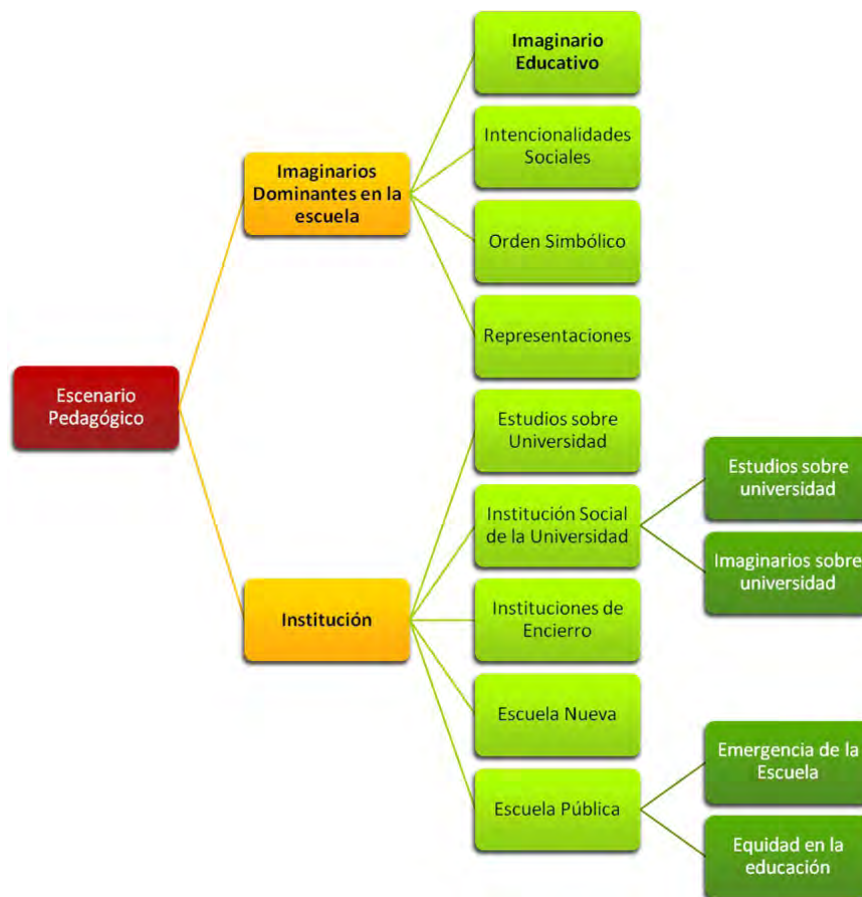 Imaginario
Educativo
Intencionalidades
Sociales
Imaginarios
Dominantes en la
escuela
Orden Simbólico
Representaciones
Escenario
Pedagógico
Estudios sobre
Universidad
Institución Social
de la Universidad
Estudios sobre
universidad
Imaginarios sobre
universidad
Institución
Instituciones de
Encierro
Escuela Nueva
Escuela Pública
Emergencia de la
Escuela
Equidad en la
educación